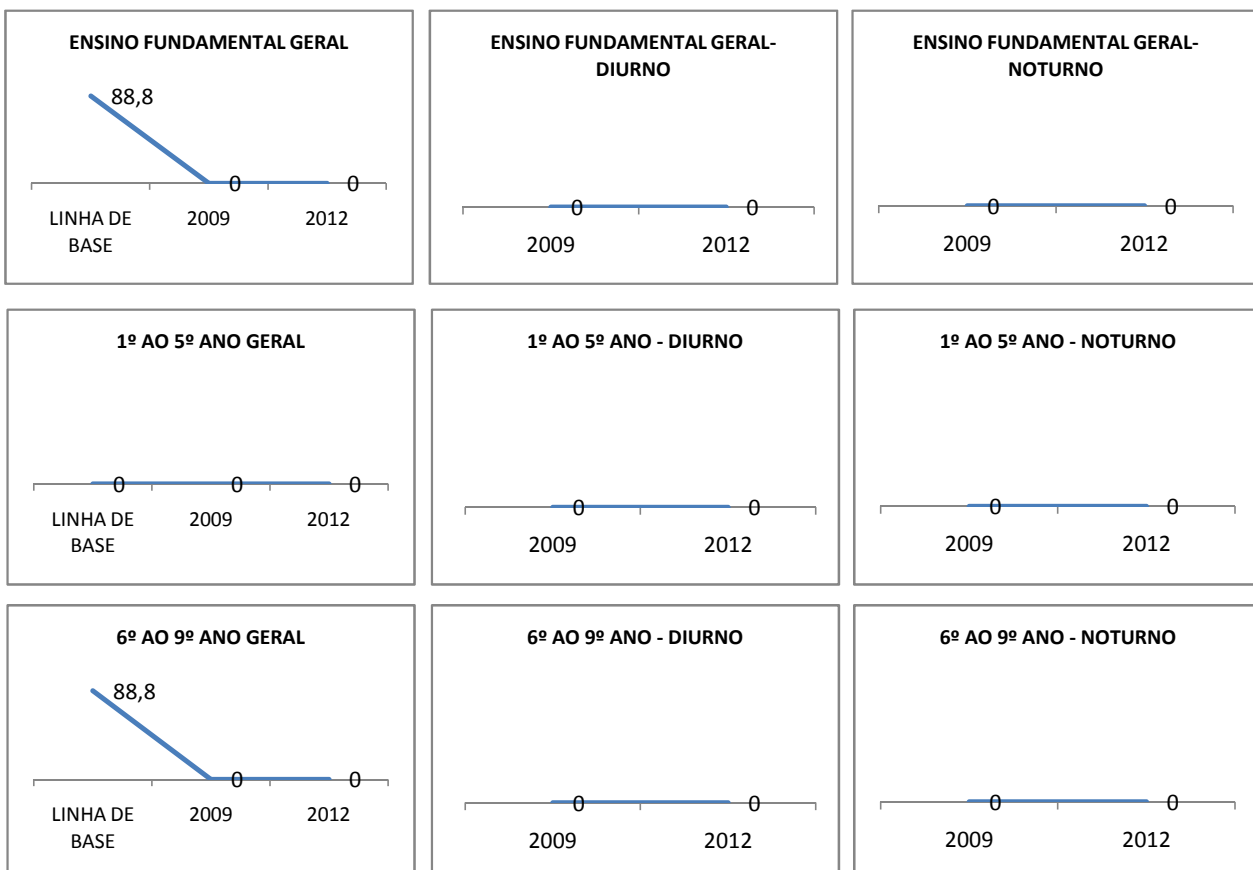 ENSINO FUNDAMENTAL GERAL
88,8
0
0
LINHA DE
BASE
2009
2012
ENSINO FUNDAMENTAL GERAL-
DIURNO
0
0
2009
2012
ENSINO FUNDAMENTAL GERAL-
NOTURNO
0
0
2009
2012
1º AO 5º ANO GERAL
0
0
0
LINHA DE
BASE
2009
2012
1º AO 5º ANO - DIURNO
0
0
2009
2012
1º AO 5º ANO - NOTURNO
0
0
2009
2012
6º AO 9º ANO GERAL
88,8
0
0
LINHA DE
BASE
2009
2012
6º AO 9º ANO - DIURNO
0
0
2009
2012
6º AO 9º ANO - NOTURNO
0
0
2009
2012